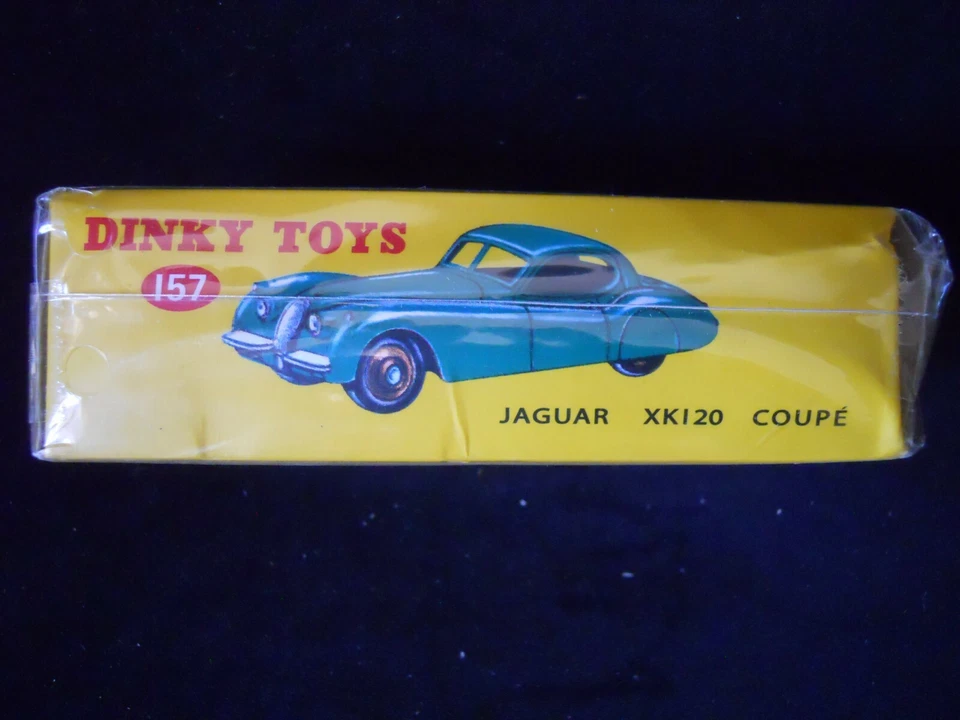 DINKY TOYS
157
JAGUAR XK120 COUPÉ